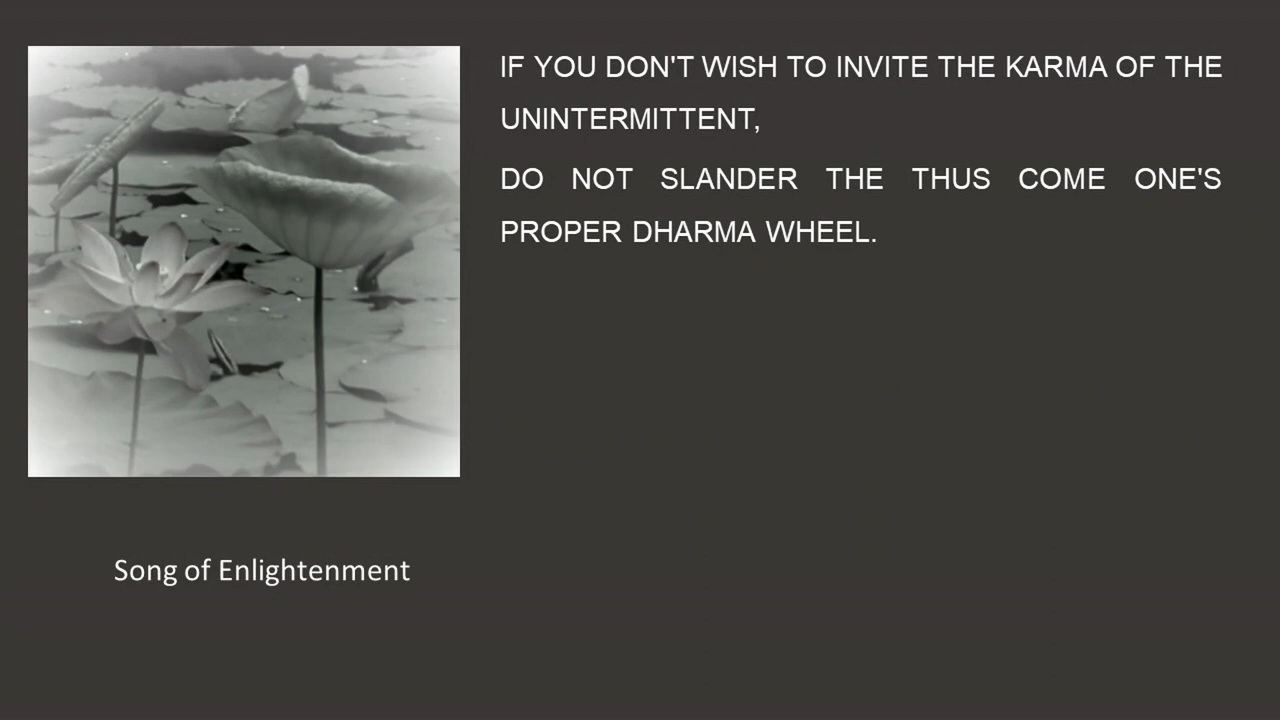 IF YOU DON'T WISH TO INVITE THE KARMA OF THE
UNINTERMITTENT,
DO NOT SLANDER THE THUS COME ONE'S
PROPER DHARMA WHEEL.
Song of Enlightenment